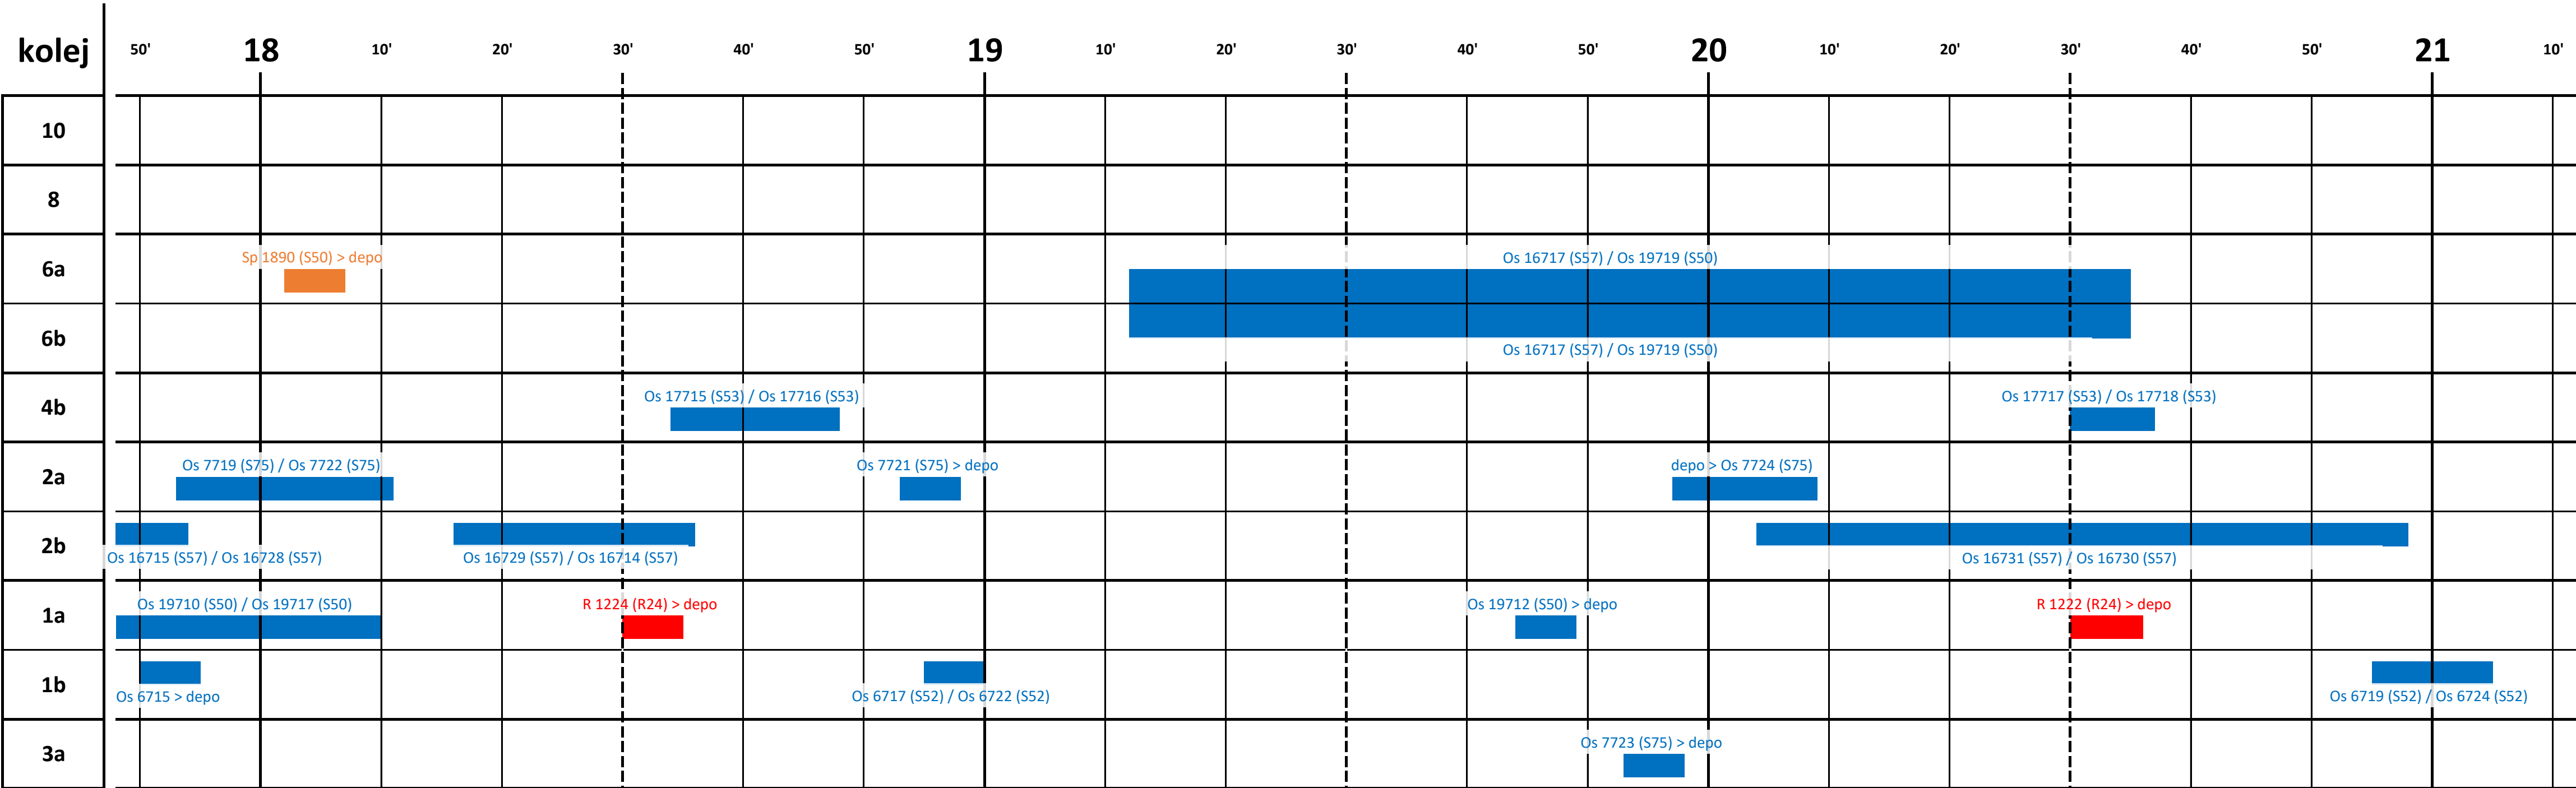 kolej 50' 18 10' 20' 30' 40' 50' 19 10' 20' 30' 40' 50' 20 10' 20' 30' 40' 50' 21 10'
10
8
6a
Sp 1890 (S50) > depo
Os 16717 (S57) / Os 19719 (S50)
6b
Os 16717 (S57) / Os 19719 (S50)
4b
Os 17715 (S53) / Os 17716 (S53)
Os 17717 (S53) / Os 17718 (S53)
2a
Os 7719 (S75) / Os 7722 (S75)
Os 7721 (S75) > depo
depo > Os 7724 (S75)
2b
Os 16715 (S57) / Os 16728 (S57)
Os 16729 (S57) / Os 16714 (S57)
Os 16731 (S57) / Os 16730 (S57)
1a
Os 19710 (S50) / Os 19717 (S50)
R 1224 (R24) > depo
Os 19712 (S50) > depo
R 1222 (R24) > depo
1b
Os 6715 > depo
Os 6717 (S52) / Os 6722 (S52)
Os 6719 (S52) / Os 6724 (S52)
3a
Os 7723 (S75) > depo